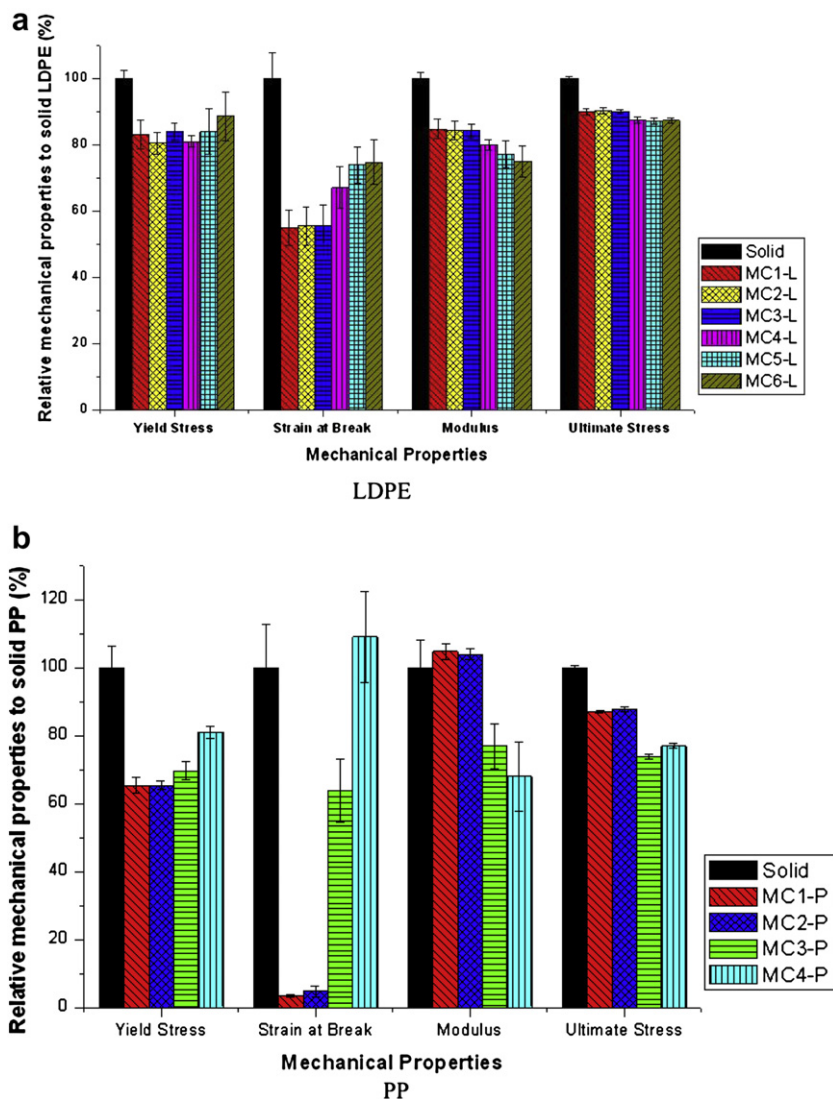 a
Relative mechanical properties to solid LDPE (%)
100
80
60
40
20
0
Yield Stress
Strain at Break
Modulus
Ultimate Stress
Mechanical Properties
Solid
MC1-L
MC2-L
MC3-L
MC4-L
MC5-L
MC6-L
LDPE
b
Relative mechanical properties to solid PP (%)
120
100
80
60
40
20
0
Yield Stress
Strain at Break
Modulus
Ultimate Stress
Mechanical Properties
Solid
MC1-P
MC2-P
MC3-P
MC4-P
PP